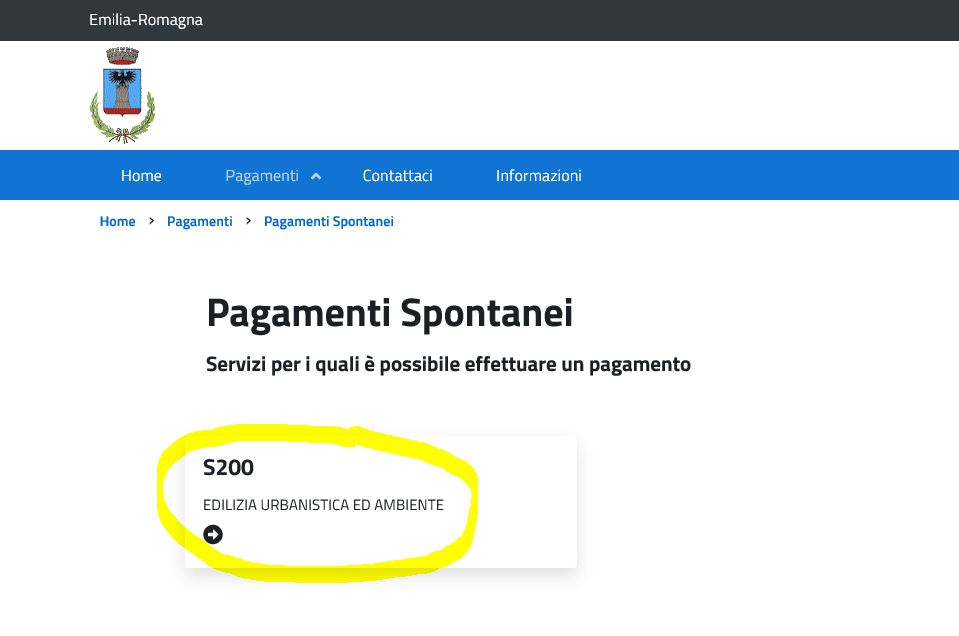 Emilia-Romagna
Home Pagamenti Contattaci Informazioni
Home > Pagamenti > Pagamenti Spontanei
Pagamenti Spontanei
Servizi per i quali è possibile effettuare un pagamento
S200
EDILIZIA URBANISTICA ED AMBIENTE